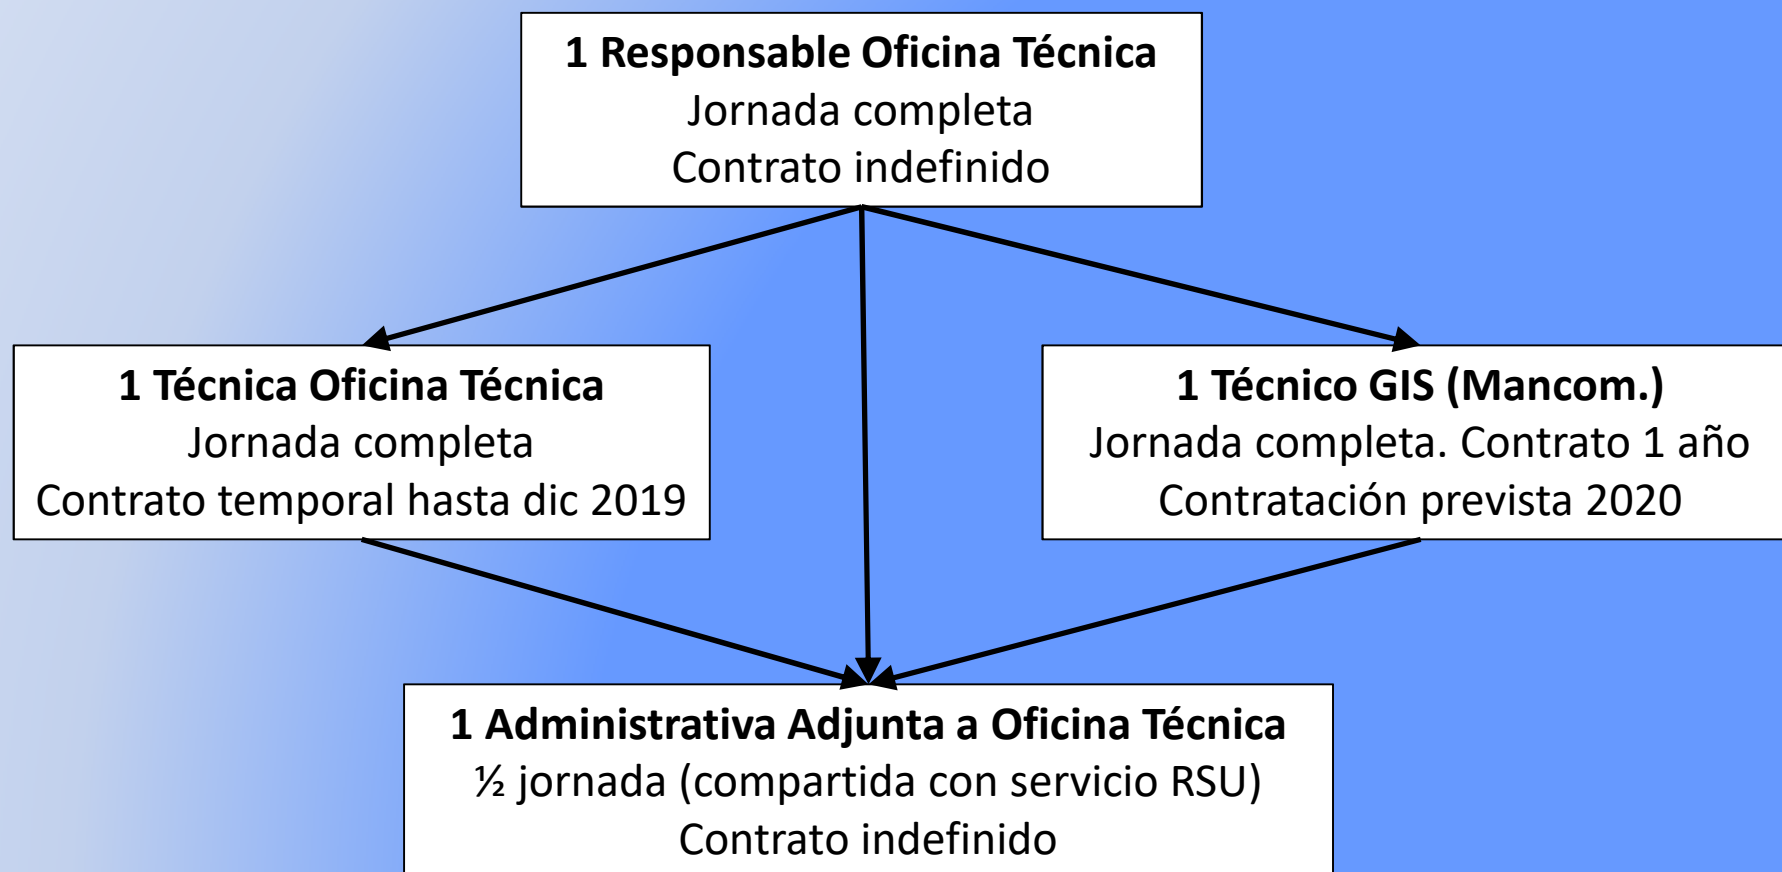 1 Responsable Oficina Técnica
Jornada completa
Contrato indefinido
1 Técnica Oficina Técnica
Jornada completa
Contrato temporal hasta dic 2019
1 Técnico GIS (Mancom.)
Jornada completa. Contrato 1 año
Contratación prevista 2020
1 Administrativa Adjunta a Oficina Técnica
½ jornada (compartida con servicio RSU)
Contrato indefinido